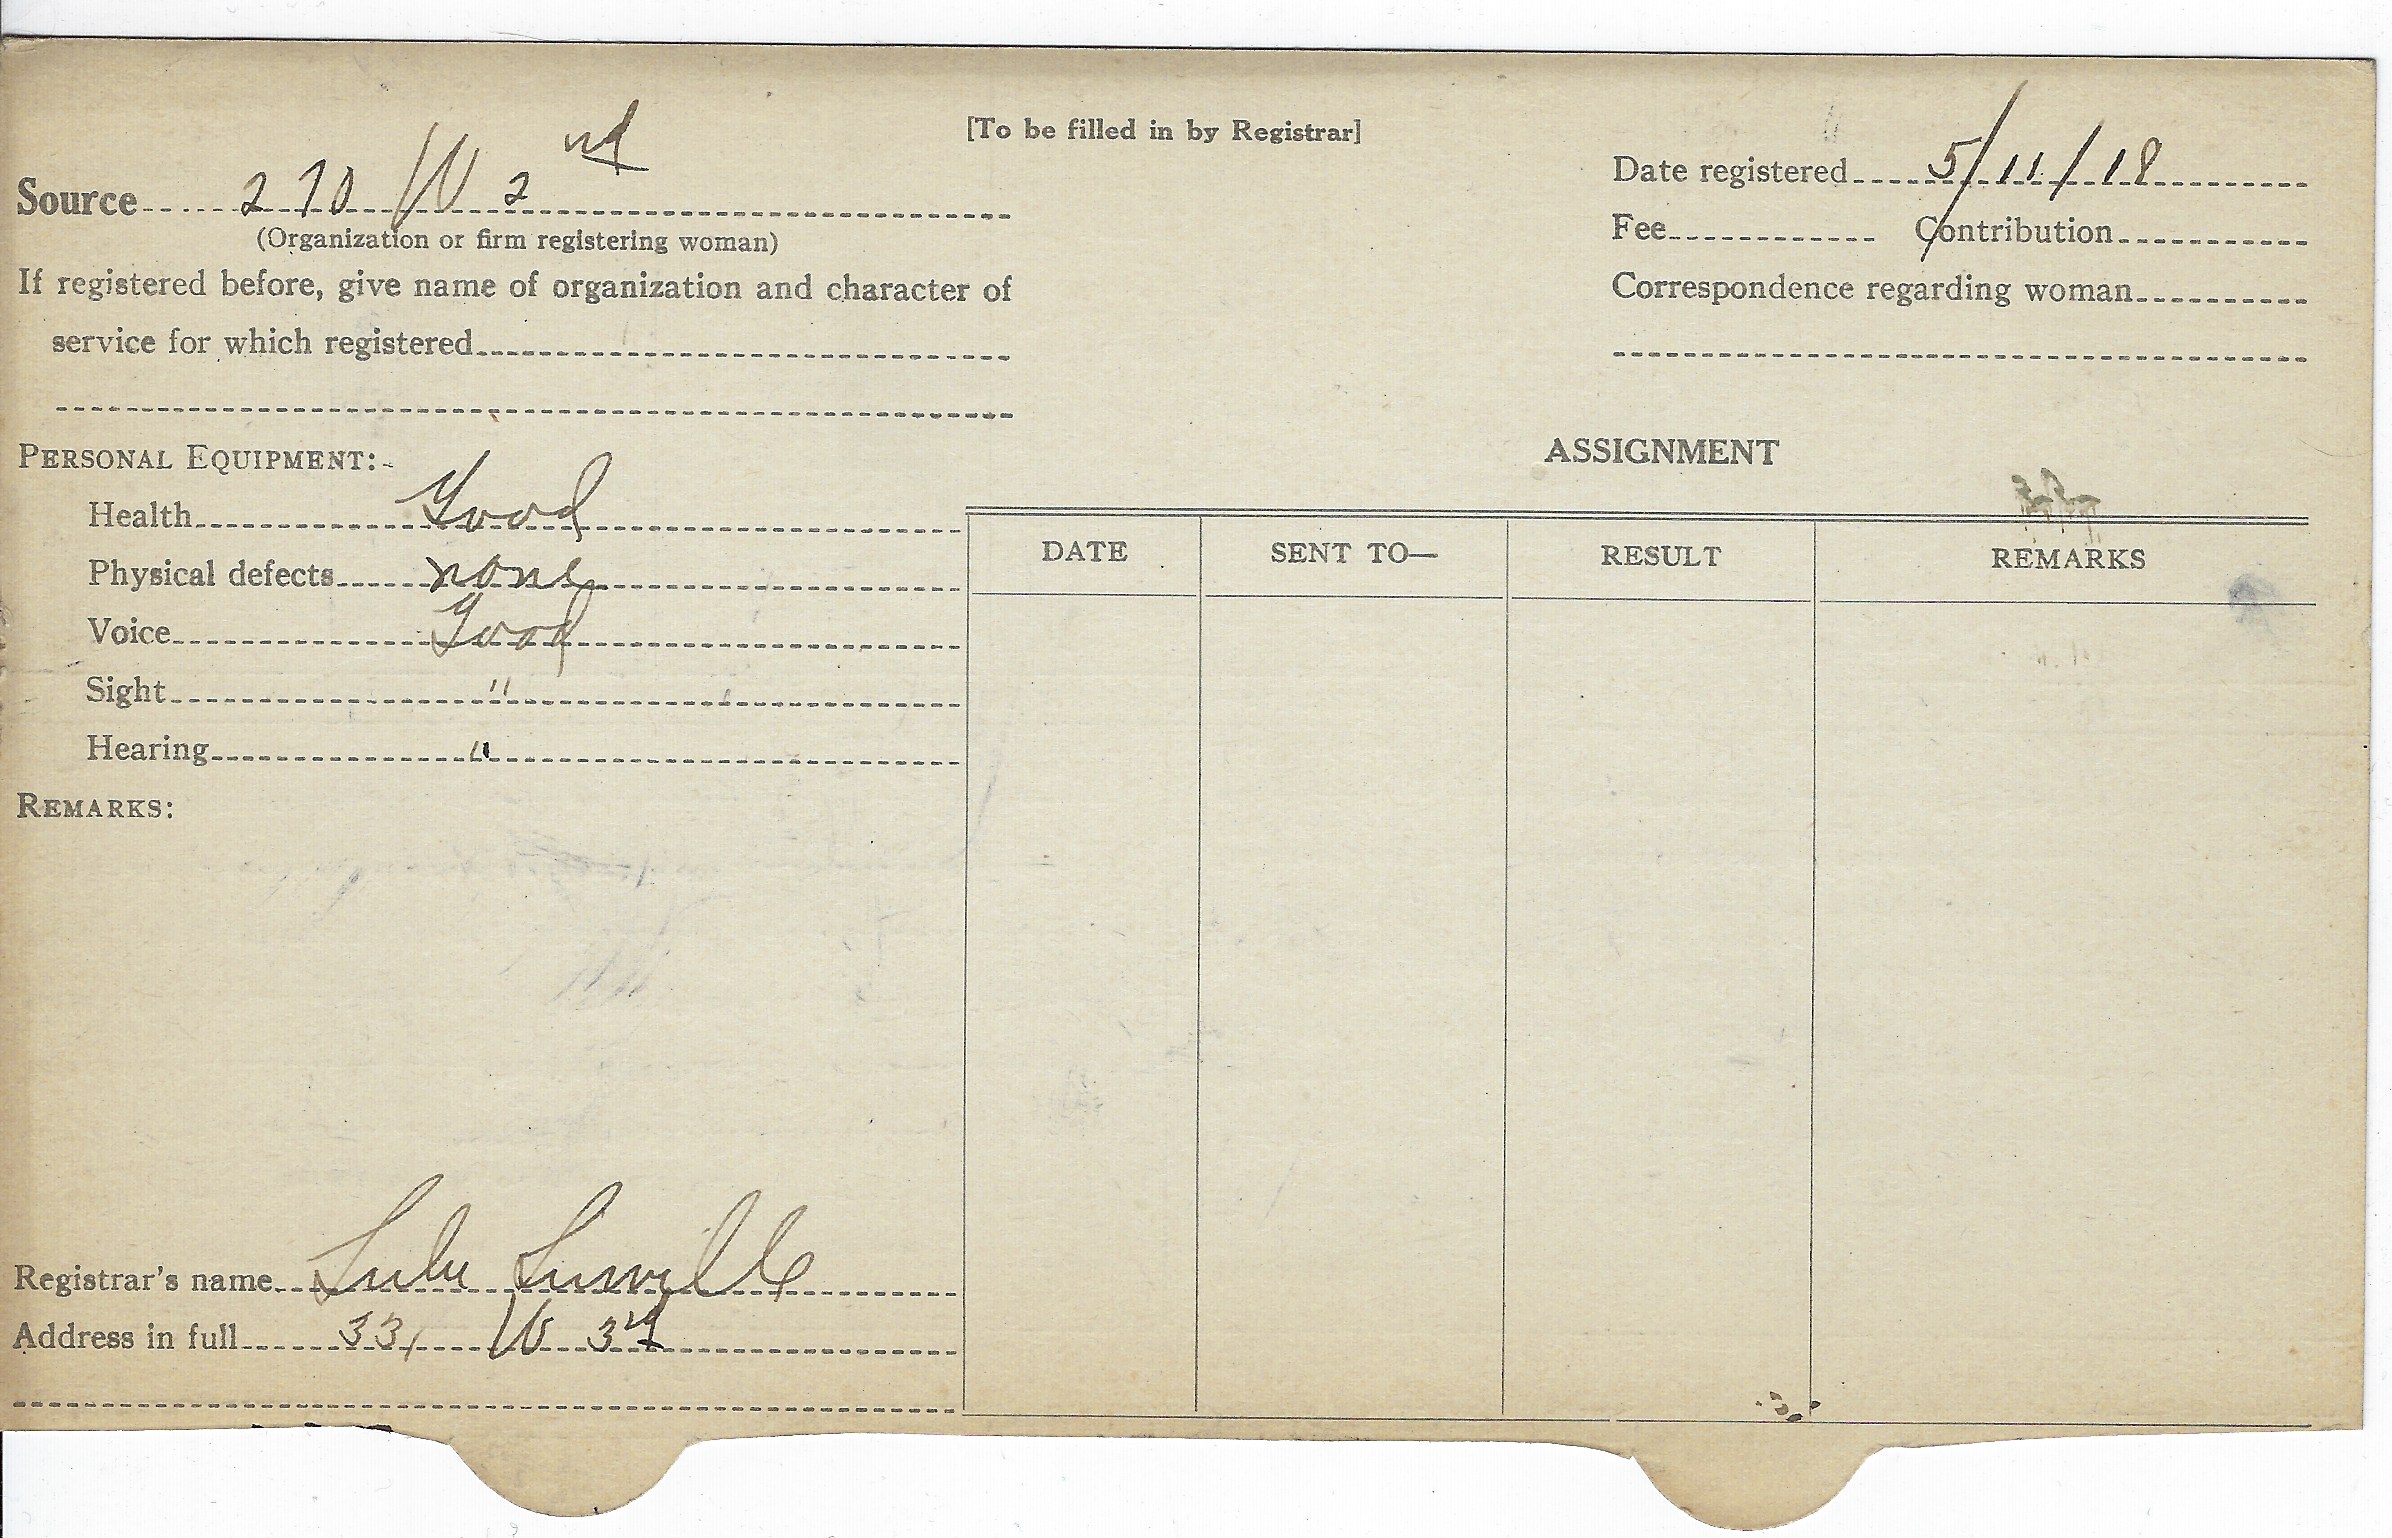 [To be filled in by Registrar]
Source 270 W 2nd
(Organization or firm registering woman)
If registered before, give name of organization and character of
service for which registered
Date registered 5/11/18
Fee Contribution
Correspondence regarding woman
PERSONAL EQUIPMENT:-
Health Good
Physical defects none
Voice Good
Sight "
Hearing "
REMARKS:
ASSIGNMENT
DATE SENT TO— RESULT REMARKS
Registrar's name Lulu
Address in full 331 W 3rd